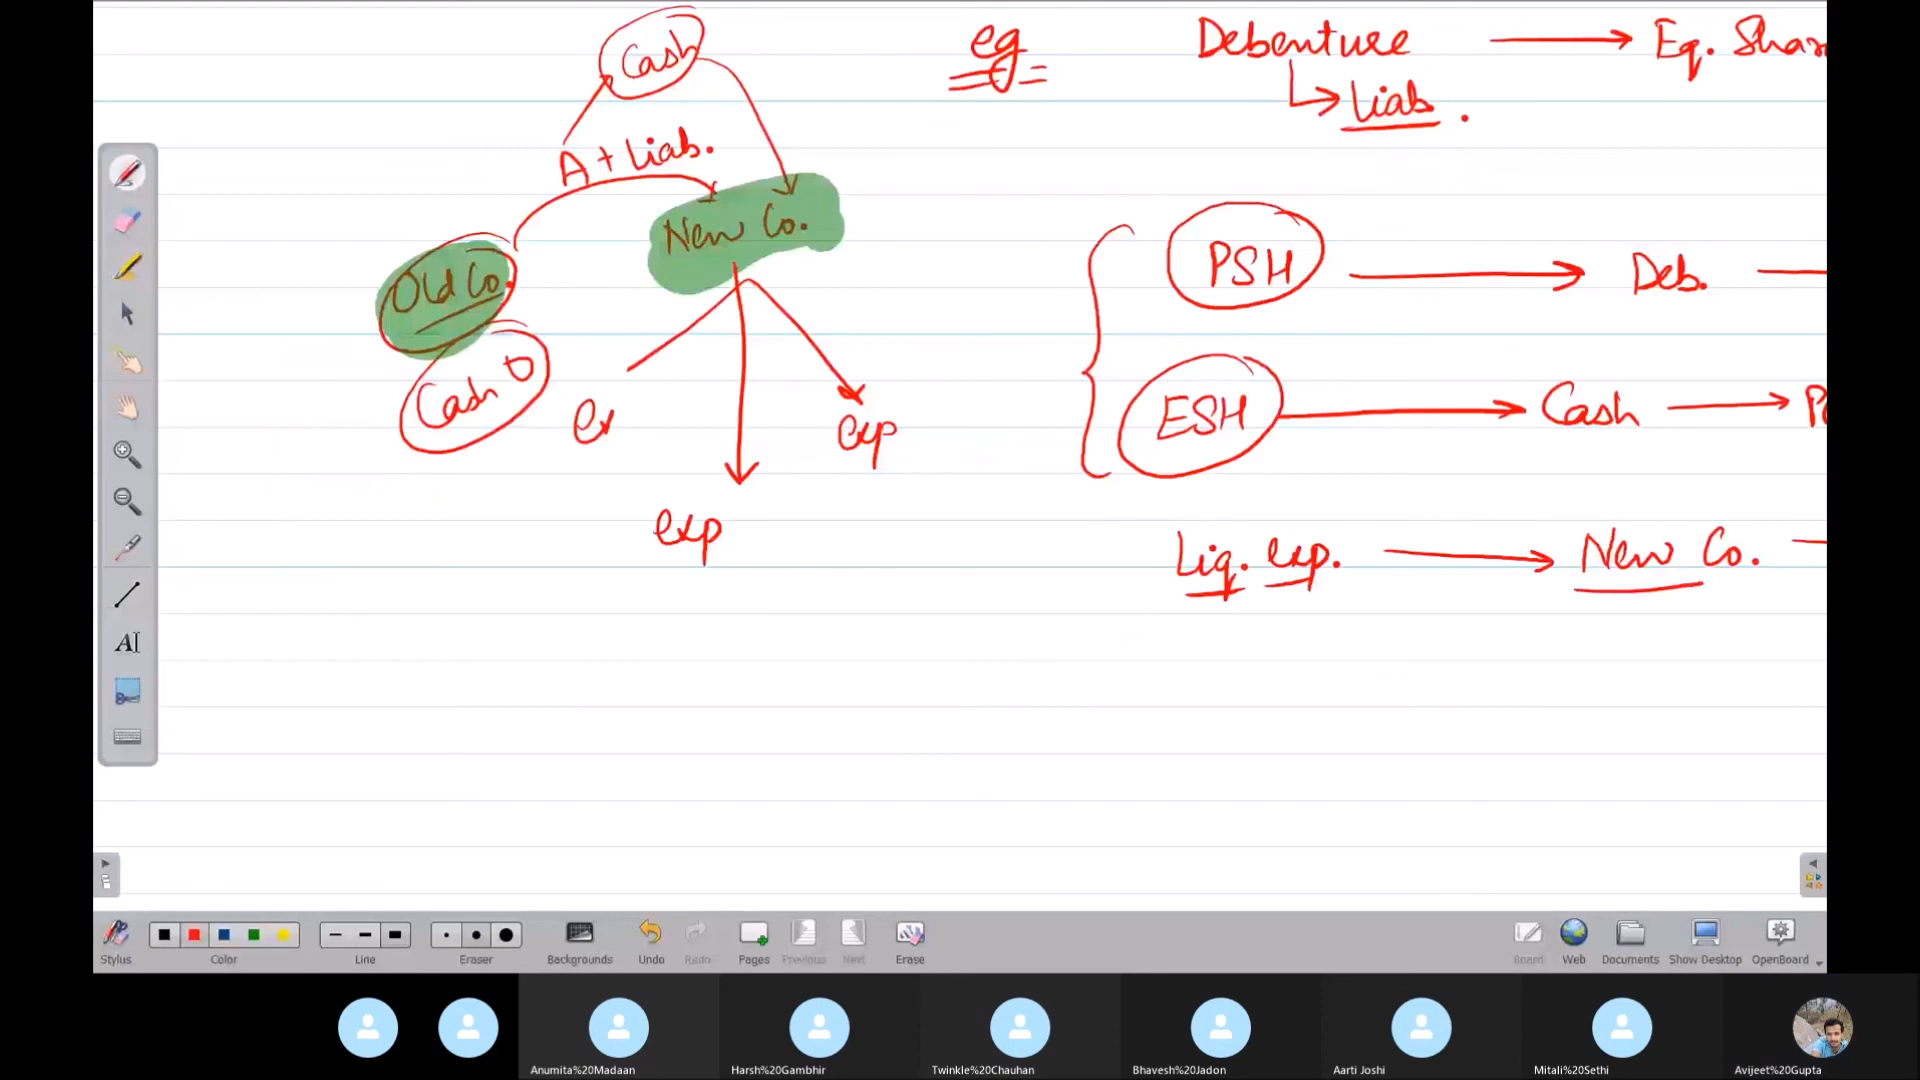 Cash
A + Liab.
New Co.
Old Co.
Cash 0
ex
exp
exp
eg
Debenture → Eq. Shar
↳ Liab.
PSH → Deb.
ESH → Cash → P
Liq. exp. → New Co.
AI
Stylus
Color
Line
Eraser
Backgrounds
Undo
Redo
Pages
Previous
Next
Erase
Board
Web
Documents
Show Desktop
OpenBoard
Anumita%20Madaan
Harsh%20Gambhir
Twinkle%20Chauhan
Bhavesh%20Jadon
Aarti Joshi
Mitali%20Sethi
Avijeet%20Gupta